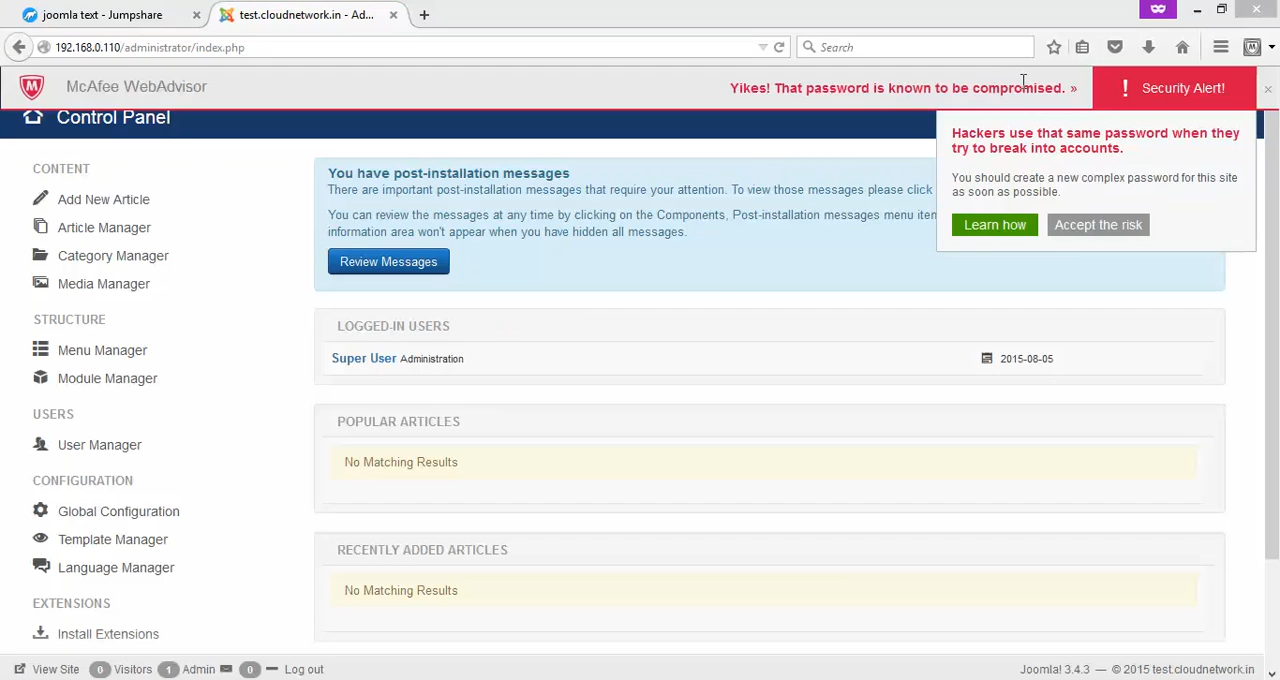 joomla text - Jumpshare
test.cloudnetwork.in - Ad...
192.168.0.110/administrator/index.php
Search
McAfee WebAdvisor
Yikes! That password is known to be compromised. »
! Security Alert!
Control Panel
Hackers use that same password when they
try to break into accounts.
You should create a new complex password for this site
as soon as possible.
Learn how
Accept the risk
CONTENT
Add New Article
Article Manager
Category Manager
Media Manager
STRUCTURE
Menu Manager
Module Manager
USERS
User Manager
CONFIGURATION
Global Configuration
Template Manager
Language Manager
EXTENSIONS
Install Extensions
You have post-installation messages
There are important post-installation messages that require your attention. To view those messages please click
You can review the messages at any time by clicking on the Components, Post-installation messages menu iten
information area won't appear when you have hidden all messages.
Review Messages
LOGGED-IN USERS
Super User Administration
2015-08-05
POPULAR ARTICLES
No Matching Results
RECENTLY ADDED ARTICLES
No Matching Results
View Site 0 Visitors 1 Admin 0 Log out
Joomla! 3.4.3 — © 2015 test.cloudnetwork.in